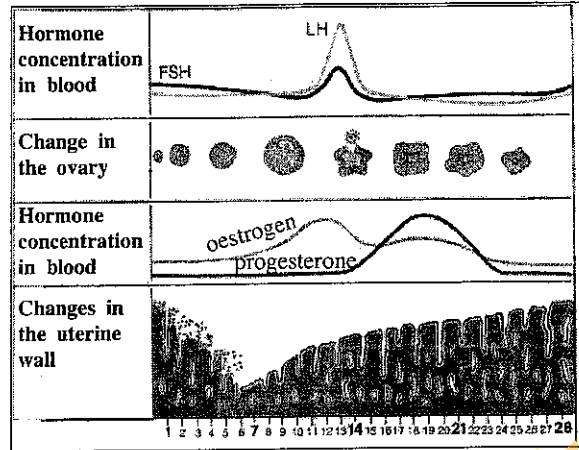 Hormone
concentration
in blood
FSH
LH
Change in
the ovary
Hormone
concentration
in blood
oestrogen
progesterone
Changes in
the uterine
wall
1 2 3 4 5 6 7 8 9 10 11 12 13 14 15 16 17 18 19 20 21 22 23 24 25 26 27 28